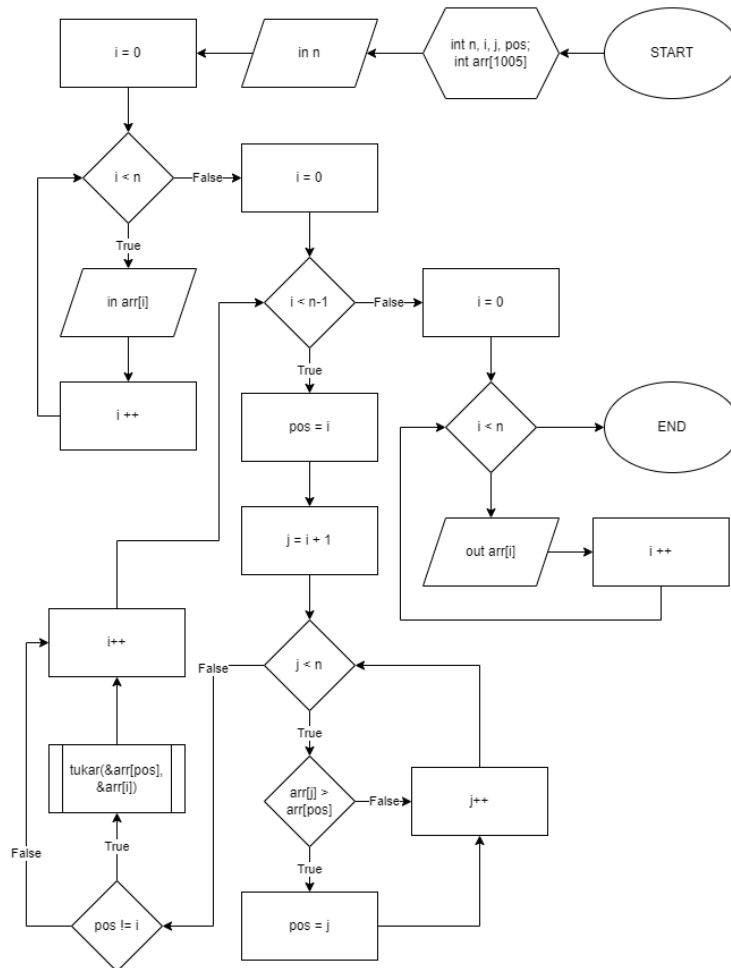 START
int n, i, j, pos;
int arr[1005]
in n
i = 0
i < n
False
True
in arr[i]
i ++
i = 0
i < n-1
False
True
i = 0
i < n
END
out arr[i]
i ++
pos = i
j = i + 1
j < n
False
True
arr[j] >
arr[pos]
False
True
j++
pos = j
pos != i
True
False
tukar(&arr[pos],
&arr[i])
i++